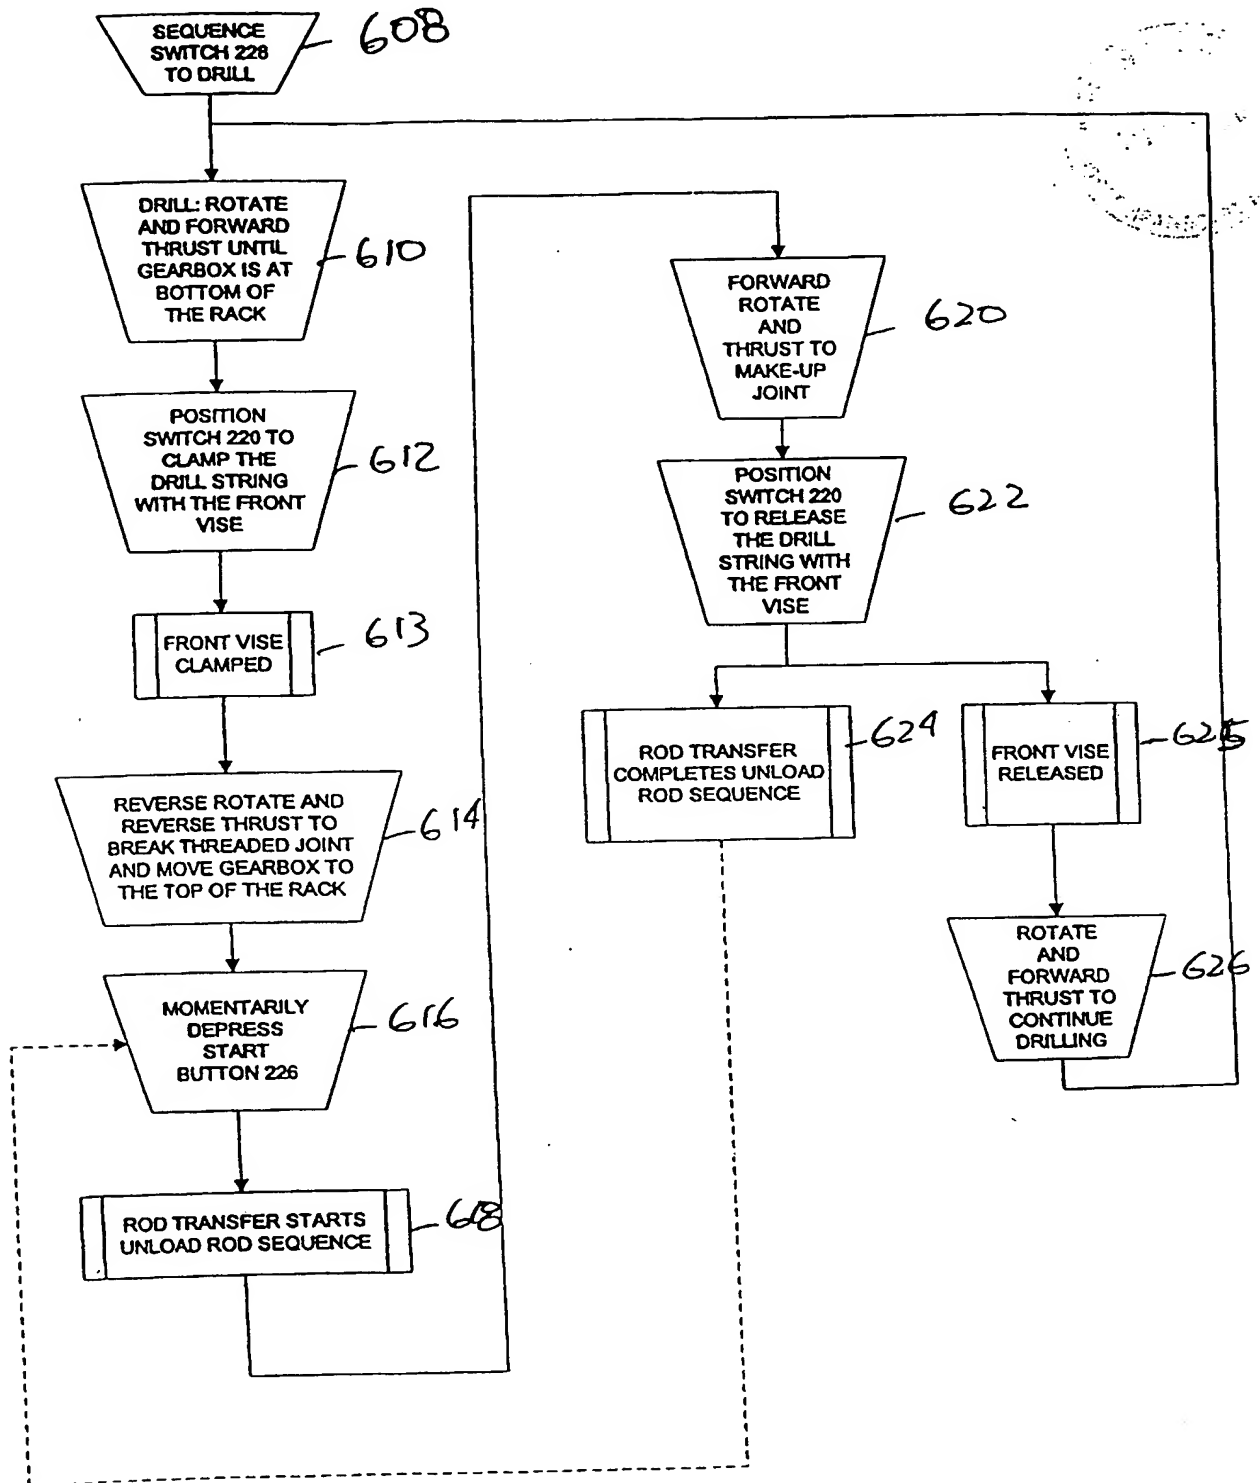 SEQUENCE
SWITCH 228
TO DRILL
608
DRILL: ROTATE
AND FORWARD
THRUST UNTIL
GEARBOX IS AT
BOTTOM OF
THE RACK
610
POSITION
SWITCH 220 TO
CLAMP THE
DRILL STRING
WITH THE FRONT
VISE
612
FRONT VISE
CLAMPED
613
REVERSE ROTATE AND
REVERSE THRUST TO
BREAK THREADED JOINT
AND MOVE GEARBOX TO
THE TOP OF THE RACK
614
MOMENTARILY
DEPRESS
START
BUTTON 226
616
ROD TRANSFER STARTS
UNLOAD ROD SEQUENCE
618
FORWARD
ROTATE
AND
THRUST TO
MAKE-UP
JOINT
620
POSITION
SWITCH 220
TO RELEASE
THE DRILL
STRING WITH
THE FRONT
VISE
622
ROD TRANSFER
COMPLETES UNLOAD
ROD SEQUENCE
624
FRONT VISE
RELEASED
625
ROTATE
AND
FORWARD
THRUST TO
CONTINUE
DRILLING
626